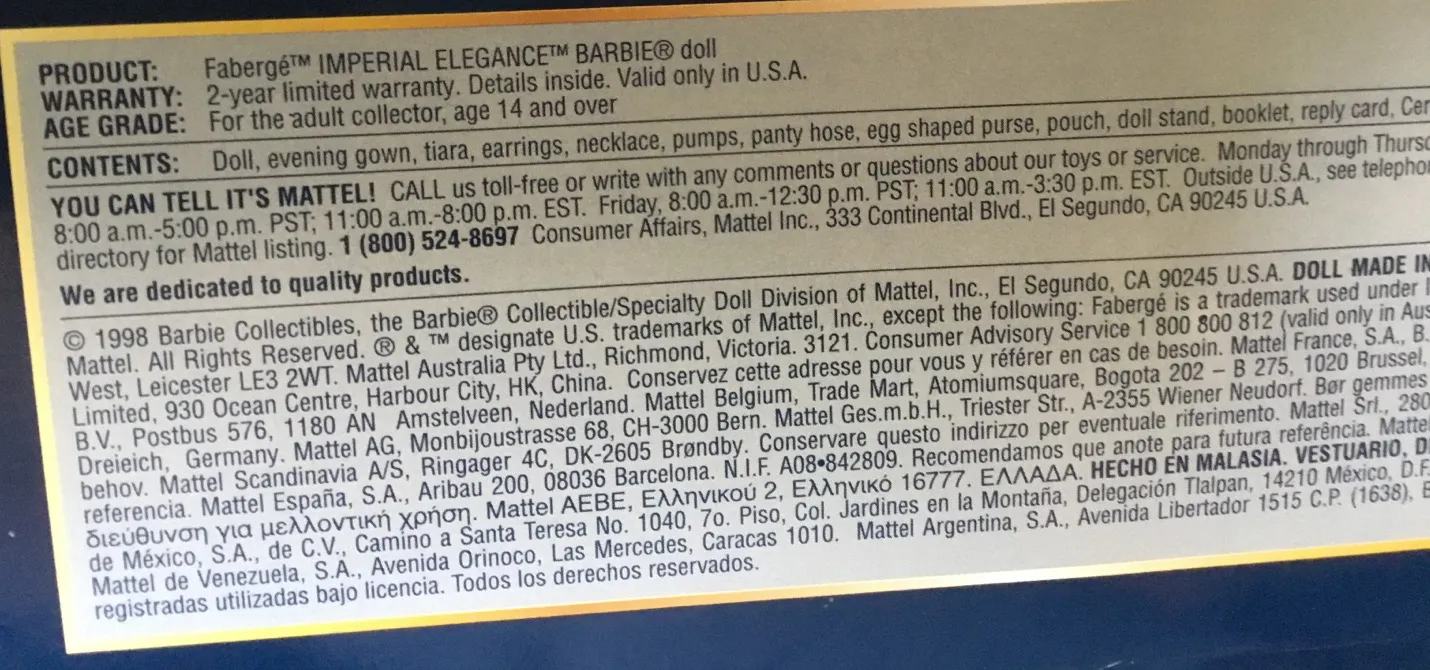 PRODUCT: Fabergé™ IMPERIAL ELEGANCE™ BARBIE® doll
WARRANTY: 2-year limited warranty. Details inside. Valid only in U.S.A.
AGE GRADE: For the adult collector, age 14 and over
CONTENTS: Doll, evening gown, tiara, earrings, necklace, pumps, panty hose, egg shaped purse, pouch, doll stand, booklet, reply card, Cer
YOU CAN TELL IT'S MATTEL! CALL us toll-free or write with any comments or questions about our toys or service. Monday through Thursd
8:00 a.m.-5:00 p.m. PST; 11:00 a.m.-8:00 p.m. EST. Friday, 8:00 a.m.-12:30 p.m. PST; 11:00 a.m.-3:30 p.m. EST. Outside U.S.A., see telephon
directory for Mattel listing. 1 (800) 524-8697 Consumer Affairs, Mattel Inc., 333 Continental Blvd., El Segundo, CA 90245 U.S.A.
We are dedicated to quality products.
© 1998 Barbie Collectibles, the Barbie® Collectible/Specialty Doll Division of Mattel, Inc., El Segundo, CA 90245 U.S.A. DOLL MADE IN
Mattel. All Rights Reserved. ® & ™ designate U.S. trademarks of Mattel, Inc., except the following: Fabergé is a trademark used under l
West, Leicester LE3 2WT. Mattel Australia Pty Ltd., Richmond, Victoria. 3121. Consumer Advisory Service 1 800 800 812 (valid only in Aus
Limited, 930 Ocean Centre, Harbour City, HK, China. Conservez cette adresse pour vous y référer en cas de besoin. Mattel France, S.A., B.
B.V., Postbus 576, 1180 AN Amstelveen, Nederland. Mattel Belgium, Trade Mart, Atomiumsquare, Bogota 202 – B 275, 1020 Brussel,
Dreieich, Germany. Mattel AG, Monbijoustrasse 68, CH-3000 Bern. Mattel Ges.m.b.H., Triester Str., A-2355 Wiener Neudorf. Bør gemmes
behov. Mattel Scandinavia A/S, Ringager 4C, DK-2605 Brøndby. Conservare questo indirizzo per eventuale riferimento. Mattel Srl., 280
referencia. Mattel España, S.A., Aribau 200, 08036 Barcelona. N.I.F. A08•842809. Recomendamos que anote para futura referência. Mattel
διεύθυνση για μελλοντική χρήση. Mattel AEBE, Ελληνικού 2, Ελληνικό 16777. ΕΛΛΑΔΑ. HECHO EN MALASIA. VESTUARIO, D
de México, S.A., de C.V., Camino a Santa Teresa No. 1040, 7o. Piso, Col. Jardines en la Montaña, Delegación Tlalpan, 14210 México, D.F.
Mattel de Venezuela, S.A., Avenida Orinoco, Las Mercedes, Caracas 1010. Mattel Argentina, S.A., Avenida Libertador 1515 C.P. (1638),
registradas utilizadas bajo licencia. Todos los derechos reservados.